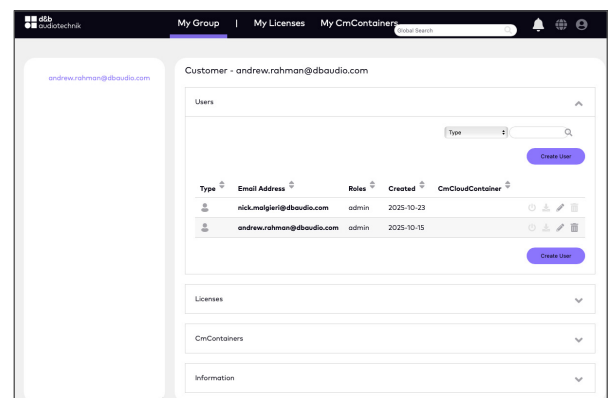 d&b
audiotechnik
My Group | My Licenses My CmContainers
Global Search
andrew.rahman@dbaudio.com
Customer - andrew.rahman@dbaudio.com
Users
Type
Create User
Type Email Address Roles Created CmCloudContainer
nick.malgieri@dbaudio.com admin 2025-10-23
andrew.rahman@dbaudio.com admin 2025-10-15
Create User
Licenses
CmContainers
Information